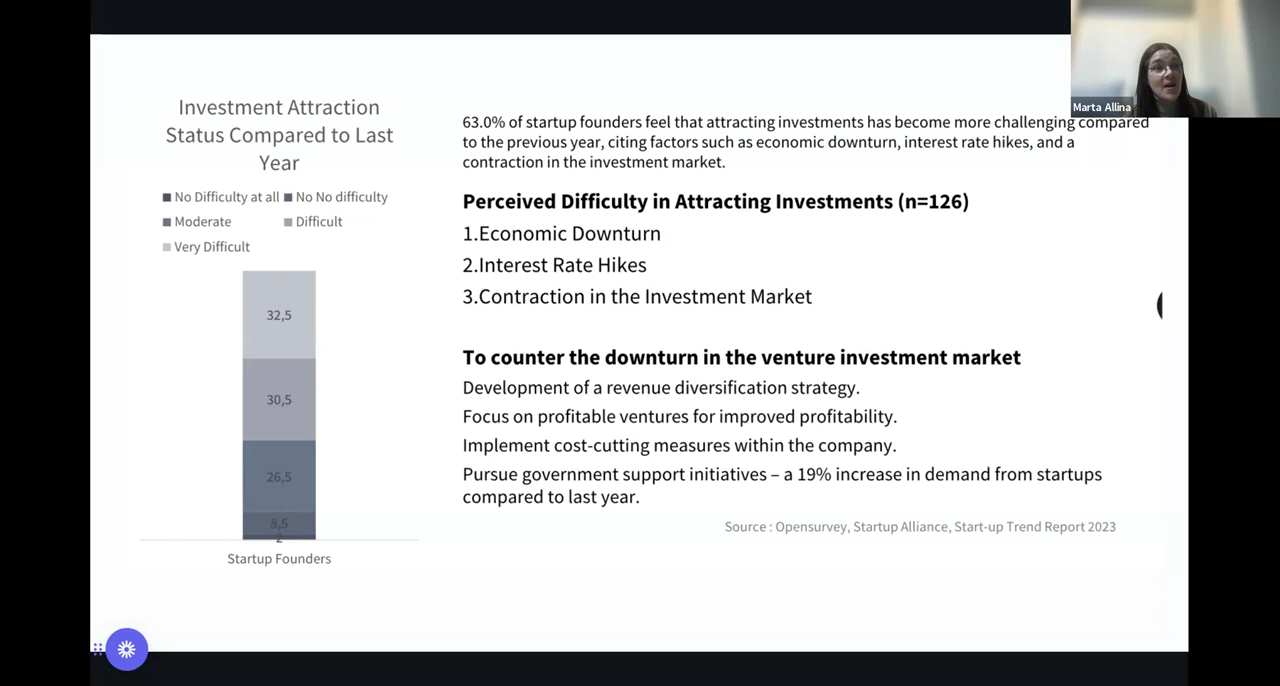 Marta Allina
Investment Attraction
Status Compared to Last
Year
No Difficulty at all No No difficulty
Moderate Difficult
Very Difficult
32,5
30,5
26,5
8,5
2
Startup Founders
63.0% of startup founders feel that attracting investments has become more challenging compared
to the previous year, citing factors such as economic downturn, interest rate hikes, and a
contraction in the investment market.
Perceived Difficulty in Attracting Investments (n=126)
1.Economic Downturn
2.Interest Rate Hikes
3.Contraction in the Investment Market
To counter the downturn in the venture investment market
Development of a revenue diversification strategy.
Focus on profitable ventures for improved profitability.
Implement cost-cutting measures within the company.
Pursue government support initiatives – a 19% increase in demand from startups
compared to last year.
Source : Opensurvey, Startup Alliance, Start-up Trend Report 2023